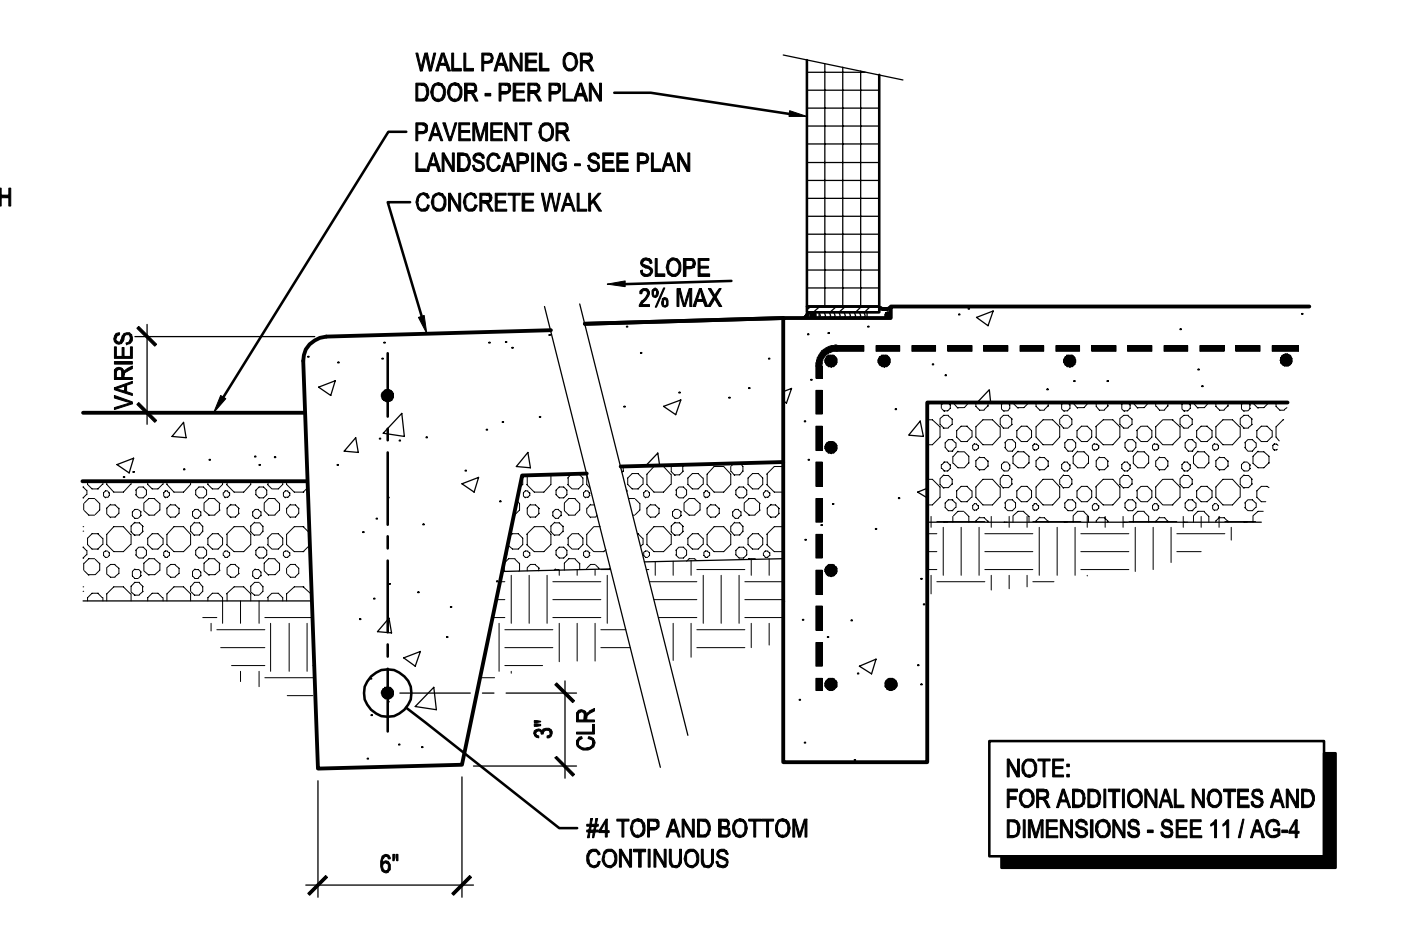 WALL PANEL OR
DOOR - PER PLAN
PAVEMENT OR
LANDSCAPING - SEE PLAN
H
CONCRETE WALK
SLOPE
2% MAX
VARIES
3"
CLR
#4 TOP AND BOTTOM
CONTINUOUS
6"
NOTE:
FOR ADDITIONAL NOTES AND
DIMENSIONS - SEE 11 / AG-4